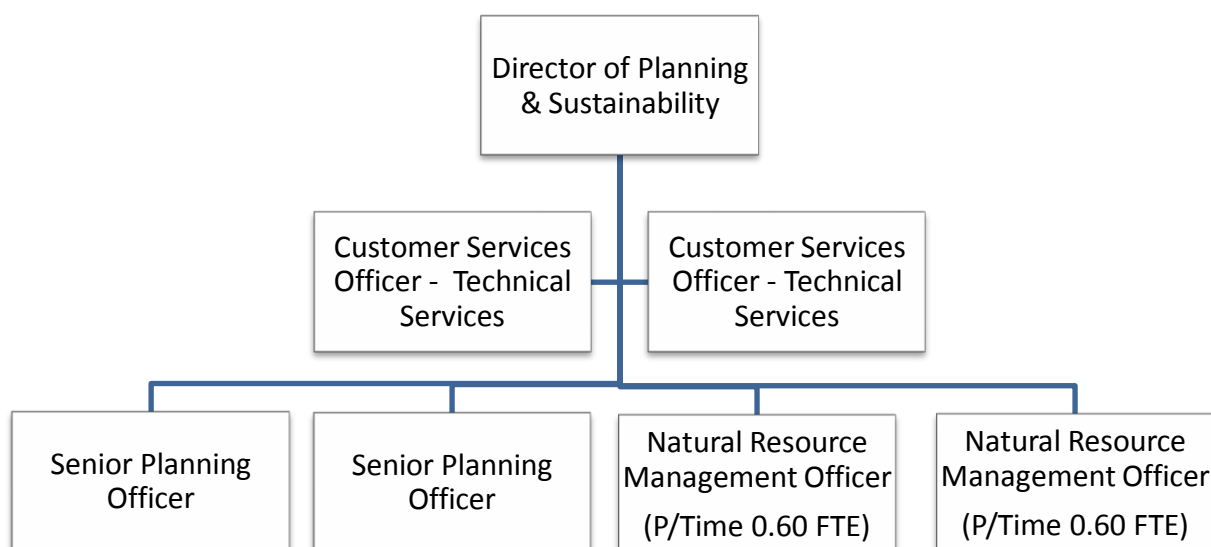 Director of Planning
& Sustainability
Customer Services
Officer -  Technical
Services
Customer Services
Officer - Technical
Services
Senior Planning
Officer
Senior Planning
Officer
Natural Resource
Management Officer
(P/Time 0.60 FTE)
Natural Resource
Management Officer
(P/Time 0.60 FTE)